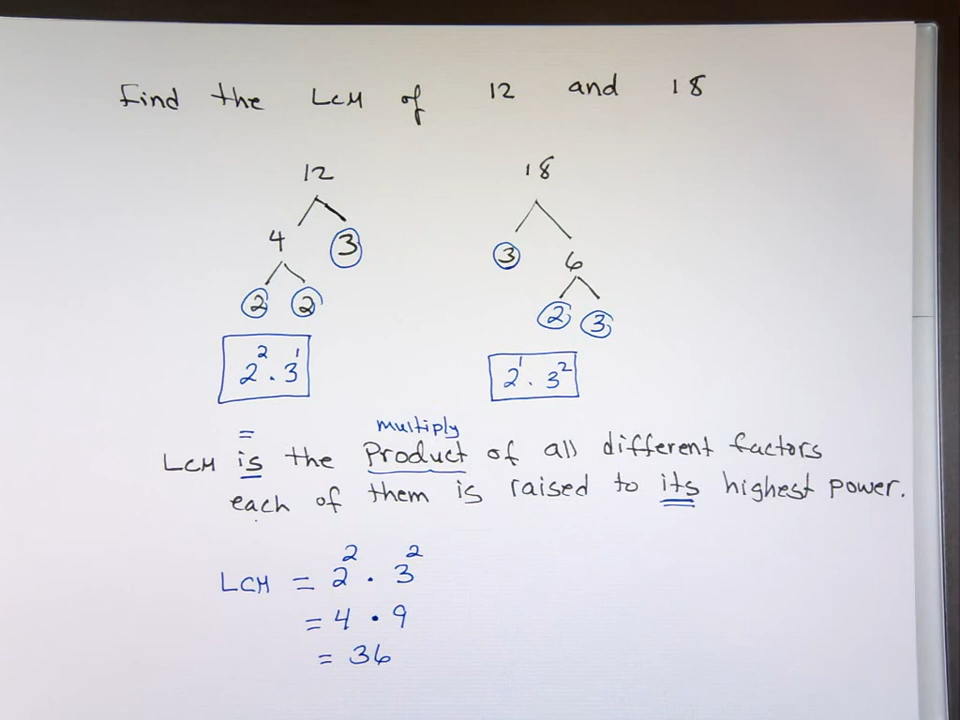 Find the LCM of 12 and 18
12 18
4 3 3 6
2 2 2 3
2² · 3¹ 2¹ · 3²
= multiply
LCM is the Product of all different factors
each of them is raised to its highest power.
LCM = 2² · 3²
= 4 · 9
= 36